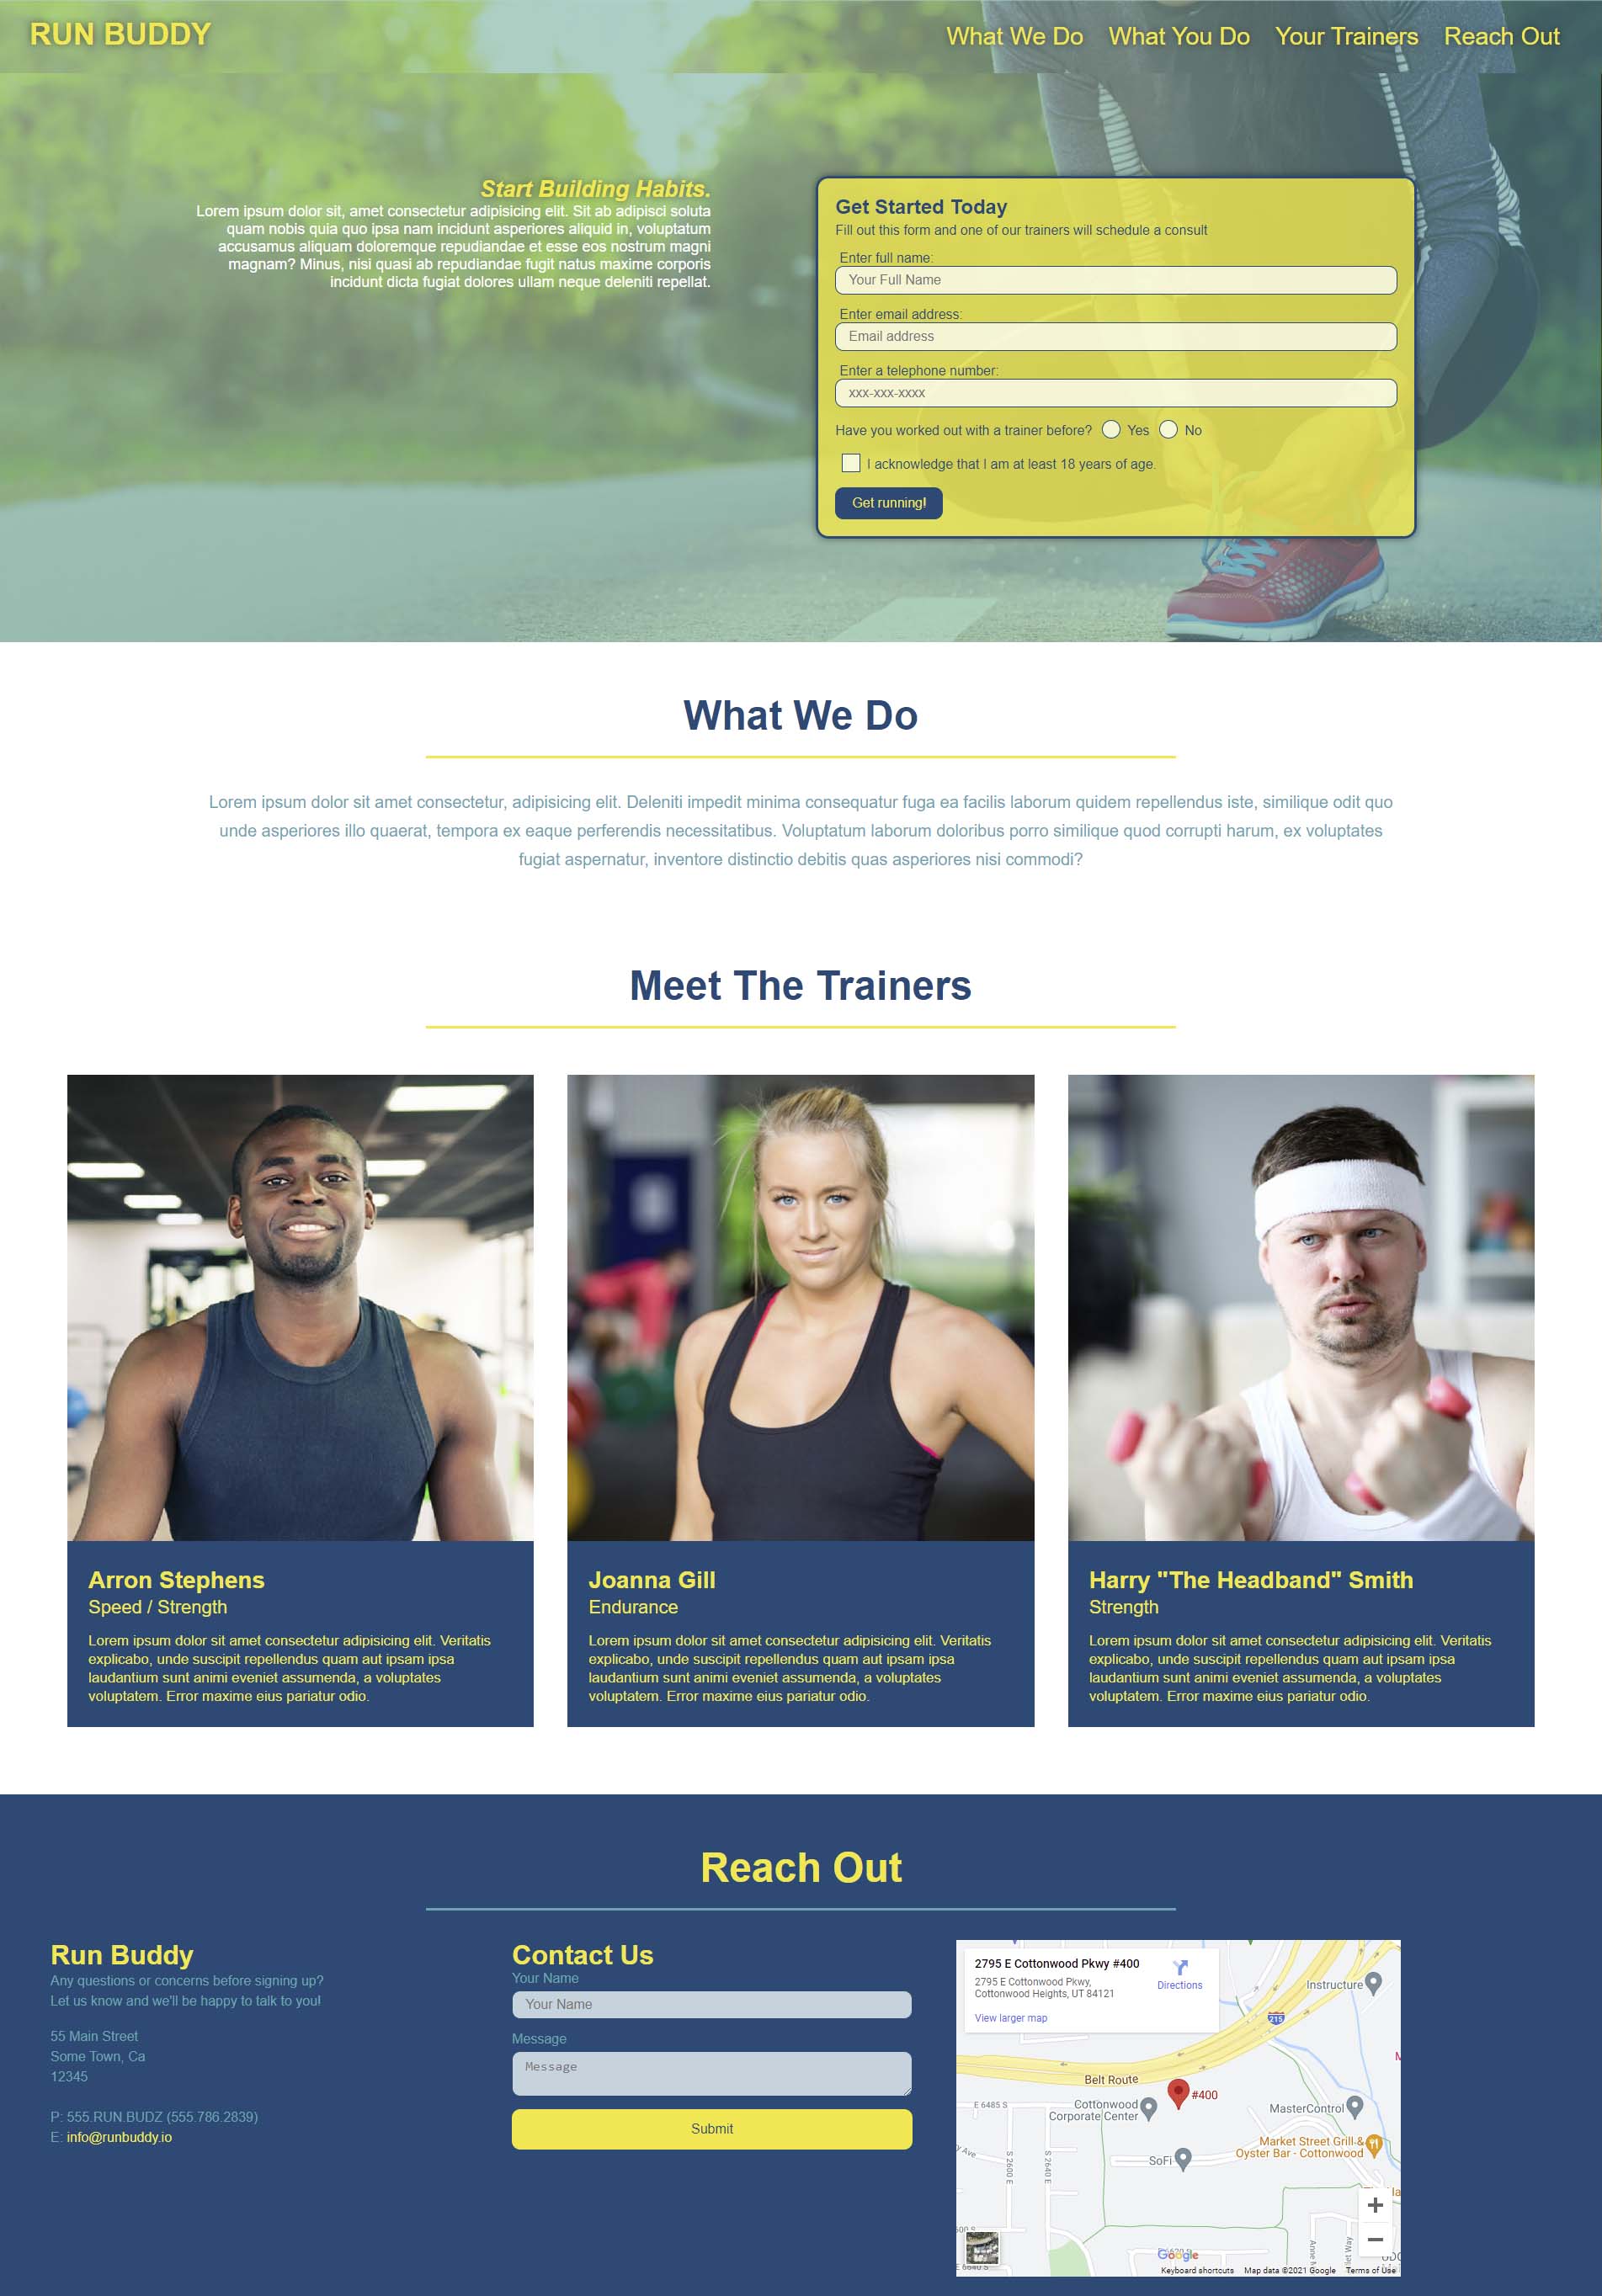 RUN BUDDY
What We Do What You Do Your Trainers Reach Out
Start Building Habits.
Lorem ipsum dolor sit, amet consectetur adipisicing elit. Sit ab adipisci soluta
quam nobis quia quo ipsa nam incidunt asperiores aliquid in, voluptatum
accusamus aliquam doloremque repudiandae et esse eos nostrum magni
magnam? Minus, nisi quasi ab repudiandae fugit natus maxime corporis
incidunt dicta fugiat dolores ullam neque deleniti repellat.
Get Started Today
Fill out this form and one of our trainers will schedule a consult
Enter full name:
Your Full Name
Enter email address:
Email address
Enter a telephone number:
xxx-xxx-xxxx
Have you worked out with a trainer before? Yes No
I acknowledge that I am at least 18 years of age.
Get running!
What We Do
Lorem ipsum dolor sit amet consectetur, adipisicing elit. Deleniti impedit minima consequatur fuga ea facilis laborum quidem repellendus iste, similique odit quo
unde asperiores illo quaerat, tempora ex eaque perferendis necessitatibus. Voluptatum laborum doloribus porro similique quod corrupti harum, ex voluptates
fugiat aspernatur, inventore distinctio debitis quas asperiores nisi commodi?
Meet The Trainers
Arron Stephens
Speed / Strength
Lorem ipsum dolor sit amet consectetur adipisicing elit. Veritatis
explicabo, unde suscipit repellendus quam aut ipsam ipsa
laudantium sunt animi eveniet assumenda, a voluptates
voluptatem. Error maxime eius pariatur odio.
Joanna Gill
Endurance
Lorem ipsum dolor sit amet consectetur adipisicing elit. Veritatis
explicabo, unde suscipit repellendus quam aut ipsam ipsa
laudantium sunt animi eveniet assumenda, a voluptates
voluptatem. Error maxime eius pariatur odio.
Harry "The Headband" Smith
Strength
Lorem ipsum dolor sit amet consectetur adipisicing elit. Veritatis
explicabo, unde suscipit repellendus quam aut ipsam ipsa
laudantium sunt animi eveniet assumenda, a voluptates
voluptatem. Error maxime eius pariatur odio.
Reach Out
Run Buddy
Any questions or concerns before signing up?
Let us know and we'll be happy to talk to you!
55 Main Street
Some Town, Ca
12345
P: 555.RUN.BUDZ (555.786.2839)
E: info@runbuddy.io
Contact Us
Your Name
Your Name
Message
Message
Submit
2795 E Cottonwood Pkwy #400
2795 E Cottonwood Pkwy,
Cottonwood Heights, UT 84121
Directions
View larger map
Instructure
215
Belt Route
#400
E 6485 S
Cottonwood
Corporate Center
MasterControl
Market Street Grill &
Oyster Bar - Cottonwood
SoFi
S 2600 E
S 2640 E
Google
Keyboard shortcuts Map data ©2021 Google Terms of Use